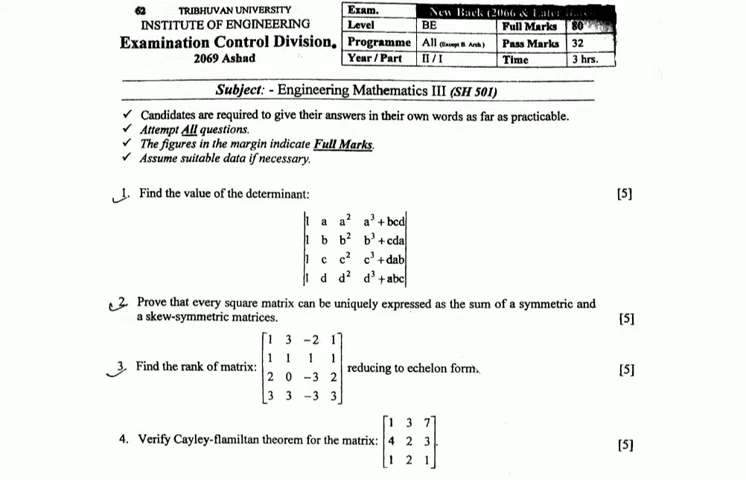 62 TRIBHUVAN UNIVERSITY
INSTITUTE OF ENGINEERING
Examination Control Division
2069 Ashad
Exam. New Back (2066 & Later
Level BE Full Marks 80
Programme All (Except B. Arch) Pass Marks 32
Year / Part II / I Time 3 hrs.
Subject: - Engineering Mathematics III (SH 501)
✓ Candidates are required to give their answers in their own words as far as practicable.
✓ Attempt All questions.
✓ The figures in the margin indicate Full Marks.
✓ Assume suitable data if necessary.
1. Find the value of the determinant: [5]
|1 a a² a³ + bcd|
|1 b b² b³ + cda|
|1 c c² c³ + dab|
|1 d d² d³ + abc|
2. Prove that every square matrix can be uniquely expressed as the sum of a symmetric and
a skew-symmetric matrices. [5]
3. Find the rank of matrix: reducing to echelon form. [5]
[1 3 -2 1]
[1 1 1 1]
[2 0 -3 2]
[3 3 -3 3]
4. Verify Cayley-flamiltan theorem for the matrix: [5]
[1 3 7]
[4 2 3]
[1 2 1]